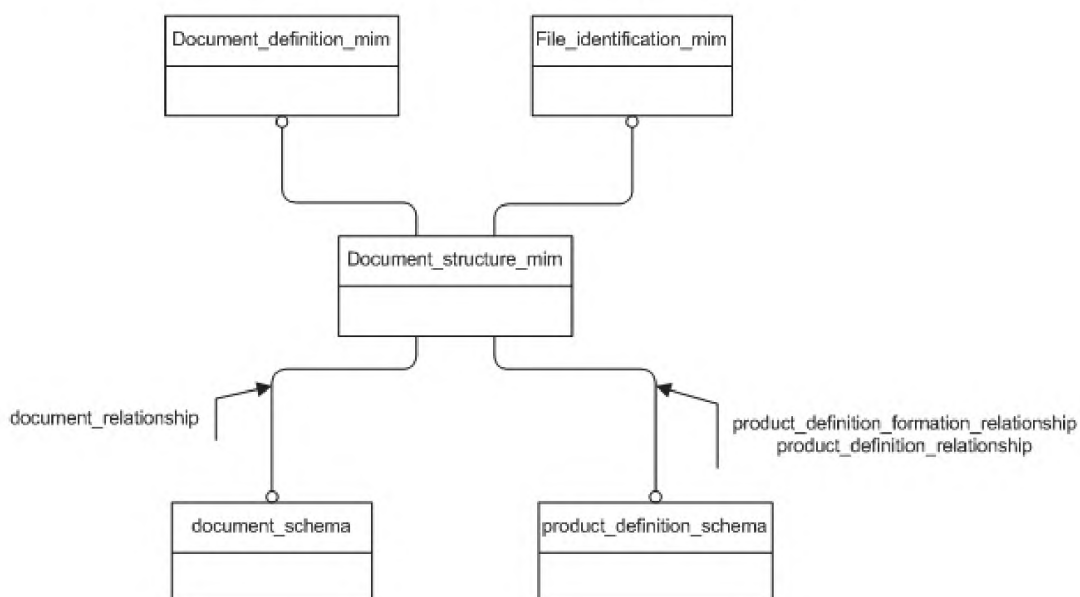 Document_definition_mim
File_identification_mim
Document_structure_mim
document_relationship
product_definition_formation_relationship
product_definition_relationship
document_schema
product_definition_schema